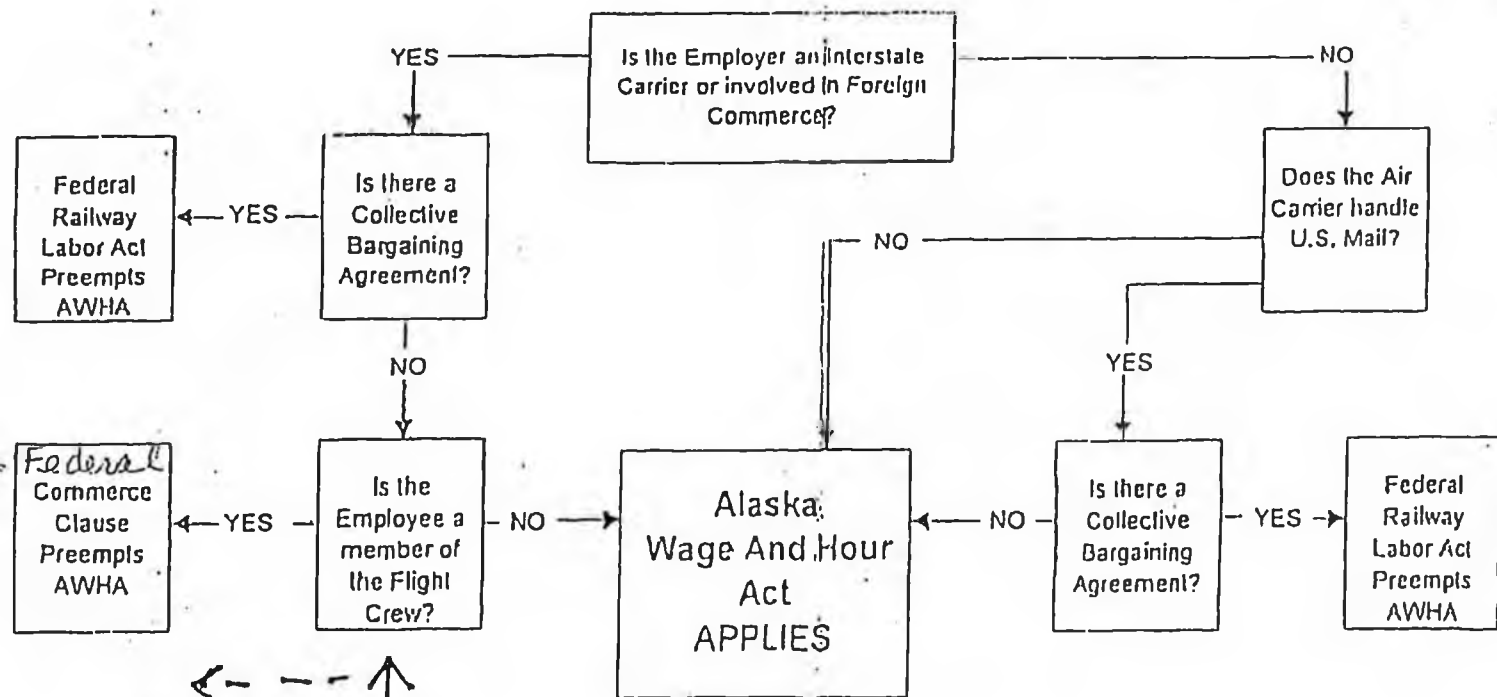 Is the Employer an Interstate
Carrier or involved in Foreign
Commerce?
YES
NO
Federal
Railway
Labor Act
Preempts
AWHA
YES
Is there a
Collective
Bargaining
Agreement?
Does the Air
Carrier handle
U.S. Mail?
NO
YES
NO
Federal
Commerce
Clause
Preempts
AWHA
YES
Is the
Employee a
member of
the Flight
Crew?
NO
Alaska
Wage And Hour
Act
APPLIES
NO
Is there a
Collective
Bargaining
Agreement?
YES
Federal
Railway
Labor Act
Preempts
AWHA